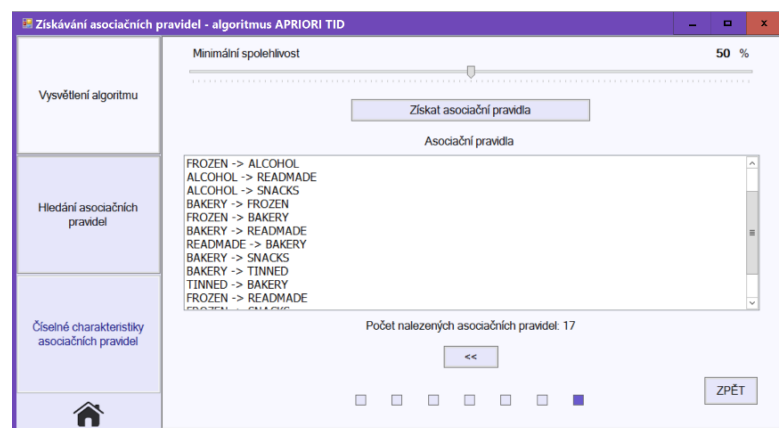 Získávání asociačních pravidel - algoritmus APRIORI TID
Vysvětlení algoritmu
Hledání asociačních
pravidel
Číselné charakteristiky
asociačních pravidel
Minimální spolehlivost
50 %
Získat asociační pravidla
Asociační pravidla
FROZEN -> ALCOHOL
ALCOHOL -> READMADE
ALCOHOL -> SNACKS
BAKERY -> FROZEN
FROZEN -> BAKERY
BAKERY -> READMADE
READMADE -> BAKERY
BAKERY -> SNACKS
BAKERY -> TINNED
TINNED -> BAKERY
FROZEN -> READMADE
FROZEN -> SNACKS
Počet nalezených asociačních pravidel: 17
<<
ZPĚT